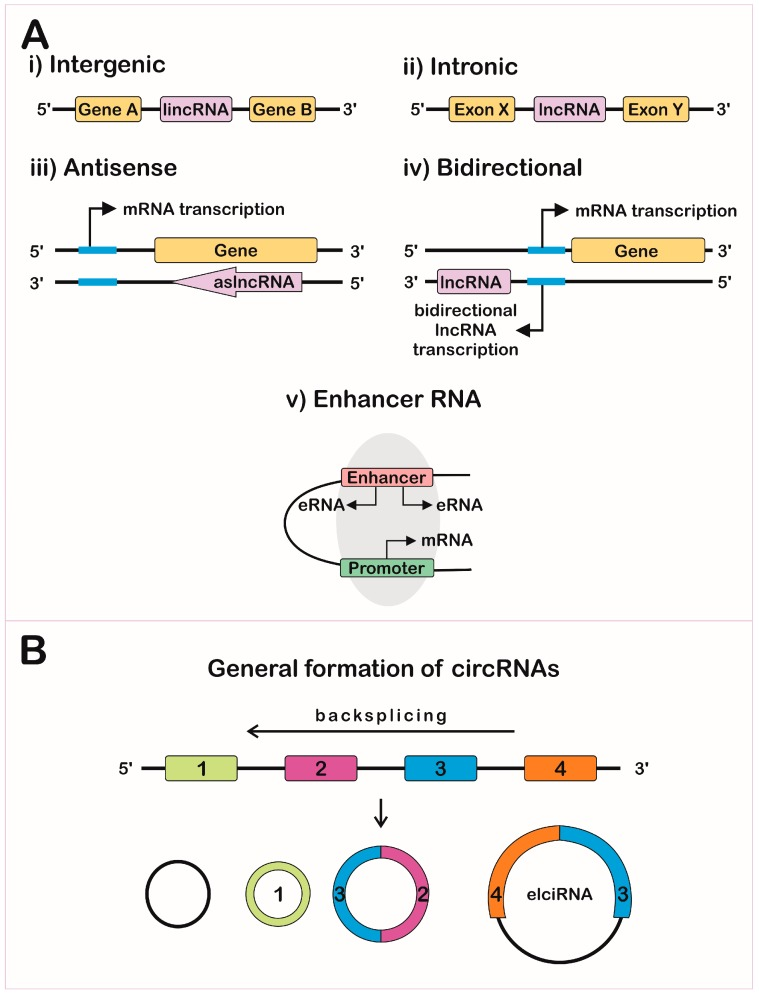 A
i) Intergenic
5' Gene A lincRNA Gene B 3'
ii) Intronic
5' Exon X lncRNA Exon Y 3'
iii) Antisense
mRNA transcription
5' Gene 3'
3' aslncRNA 5'
iv) Bidirectional
mRNA transcription
5' Gene 3'
3' lncRNA 5'
bidirectional
lncRNA
transcription
v) Enhancer RNA
Enhancer
eRNA eRNA
mRNA
Promoter
B
General formation of circRNAs
backsplicing
5' 1 2 3 4 3'
1 3 2 4 elciRNA 3